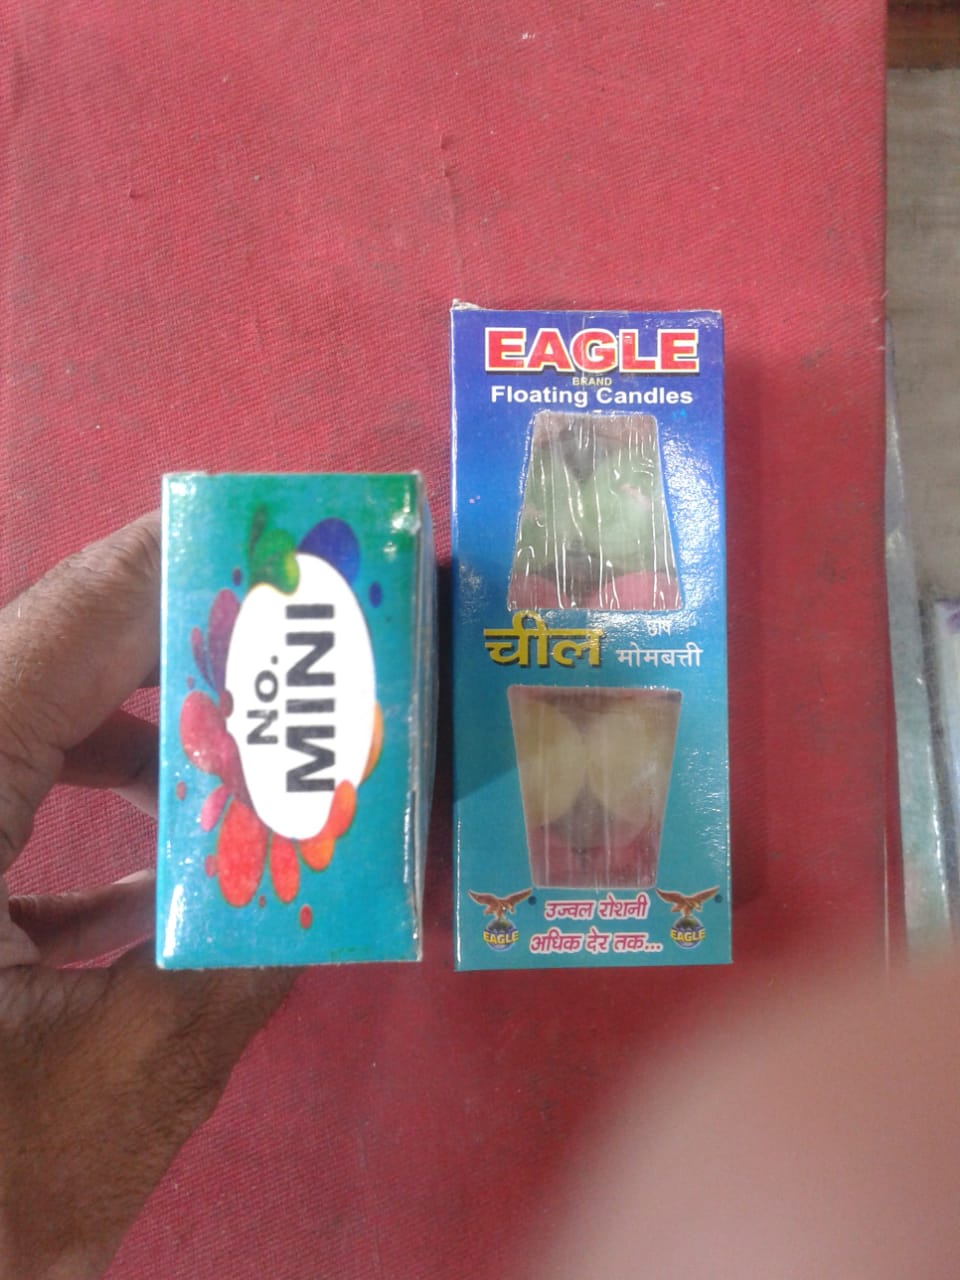 No.
MINI
EAGLE
BRAND
Floating Candles
चील छाप
मोमबत्ती
उज्वल रोशनी
अधिक देर तक...
EAGLE
EAGLE